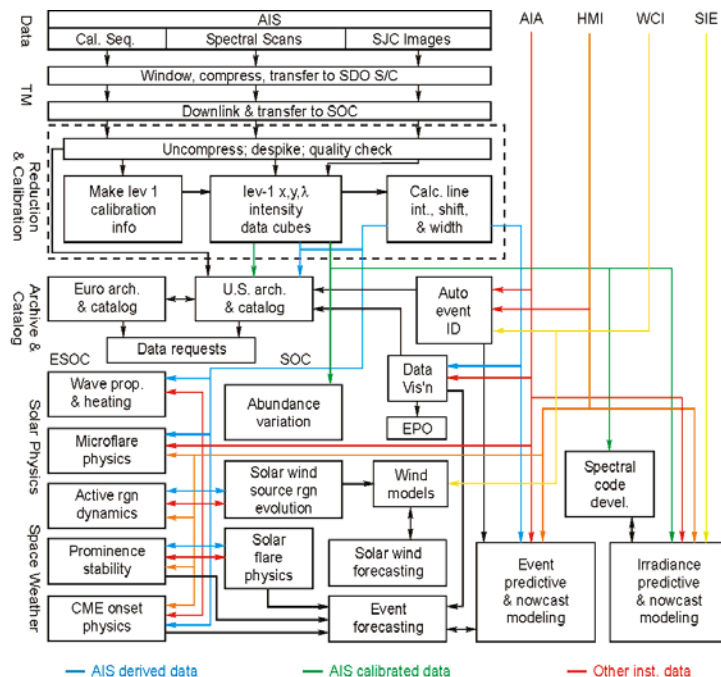 Data
AIS
AIA
HMI
WCI
SIE
Cal. Seq.
Spectral Scans
SJC Images
TM
Window, compress, transfer to SDO S/C
Downlink & transfer to SOC
Reduction
& Calibration
Uncompress; despike; quality check
Make lev 1
calibration
info
lev-1 x,y,λ
intensity
data cubes
Calc. line
int., shift,
& width
Archive &
Catalog
Euro arch.
& catalog
U.S. arch.
& catalog
Auto
event
ID
Data requests
ESOC
SOC
Solar Physics
Wave prop.
& heating
Abundance
variation
Data
Vis'n
EPO
Microflare
physics
Active rgn
dynamics
Solar wind
source rgn
evolution
Wind
models
Spectral
code
devel.
Space Weather
Prominence
stability
Solar
flare
physics
Solar wind
forecasting
Event
predictive
& nowcast
modeling
Irradiance
predictive
& nowcast
modeling
CME onset
physics
Event
forecasting
AIS derived data
AIS calibrated data
Other inst. data